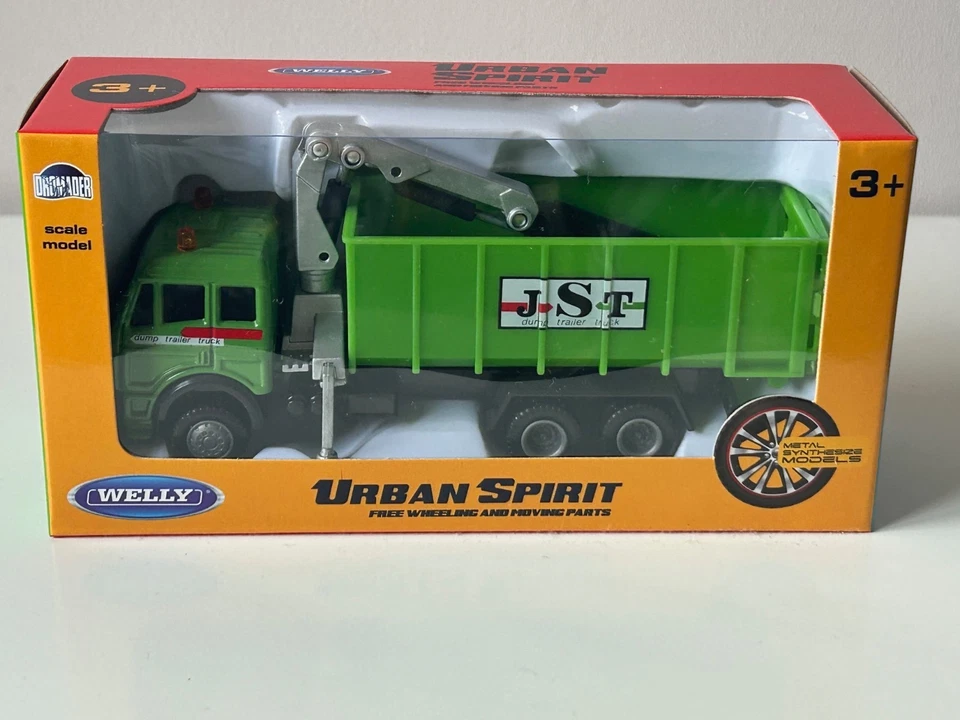 3+
WELLY
URBAN
SPIRIT
DROMADER
scale
model
3+
J S T
dump trailer truck
dump trailer truck
METAL
SYNTHESIZE
MODELS
WELLY
URBAN SPIRIT
FREE WHEELING AND MOVING PARTS